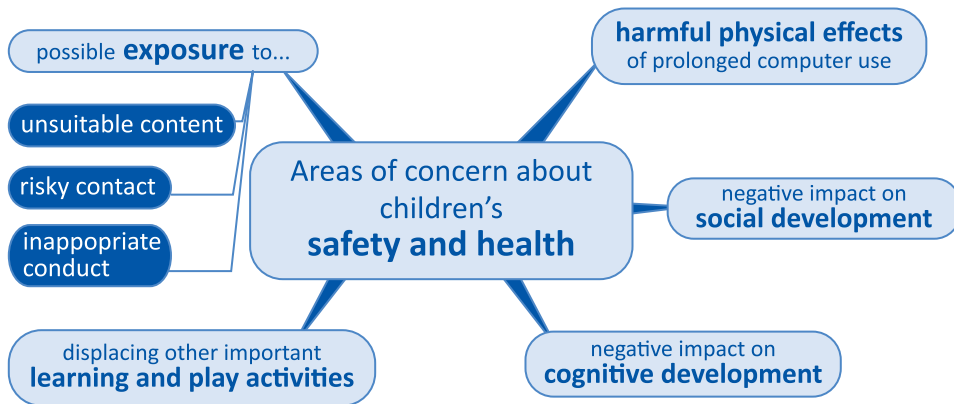 possible exposure to...
unsuitable content
risky contact
inappopriate
conduct
harmful physical effects
of prolonged computer use
Areas of concern about
children's
safety and health
negative impact on
social development
displacing other important
learning and play activities
negative impact on
cognitive development